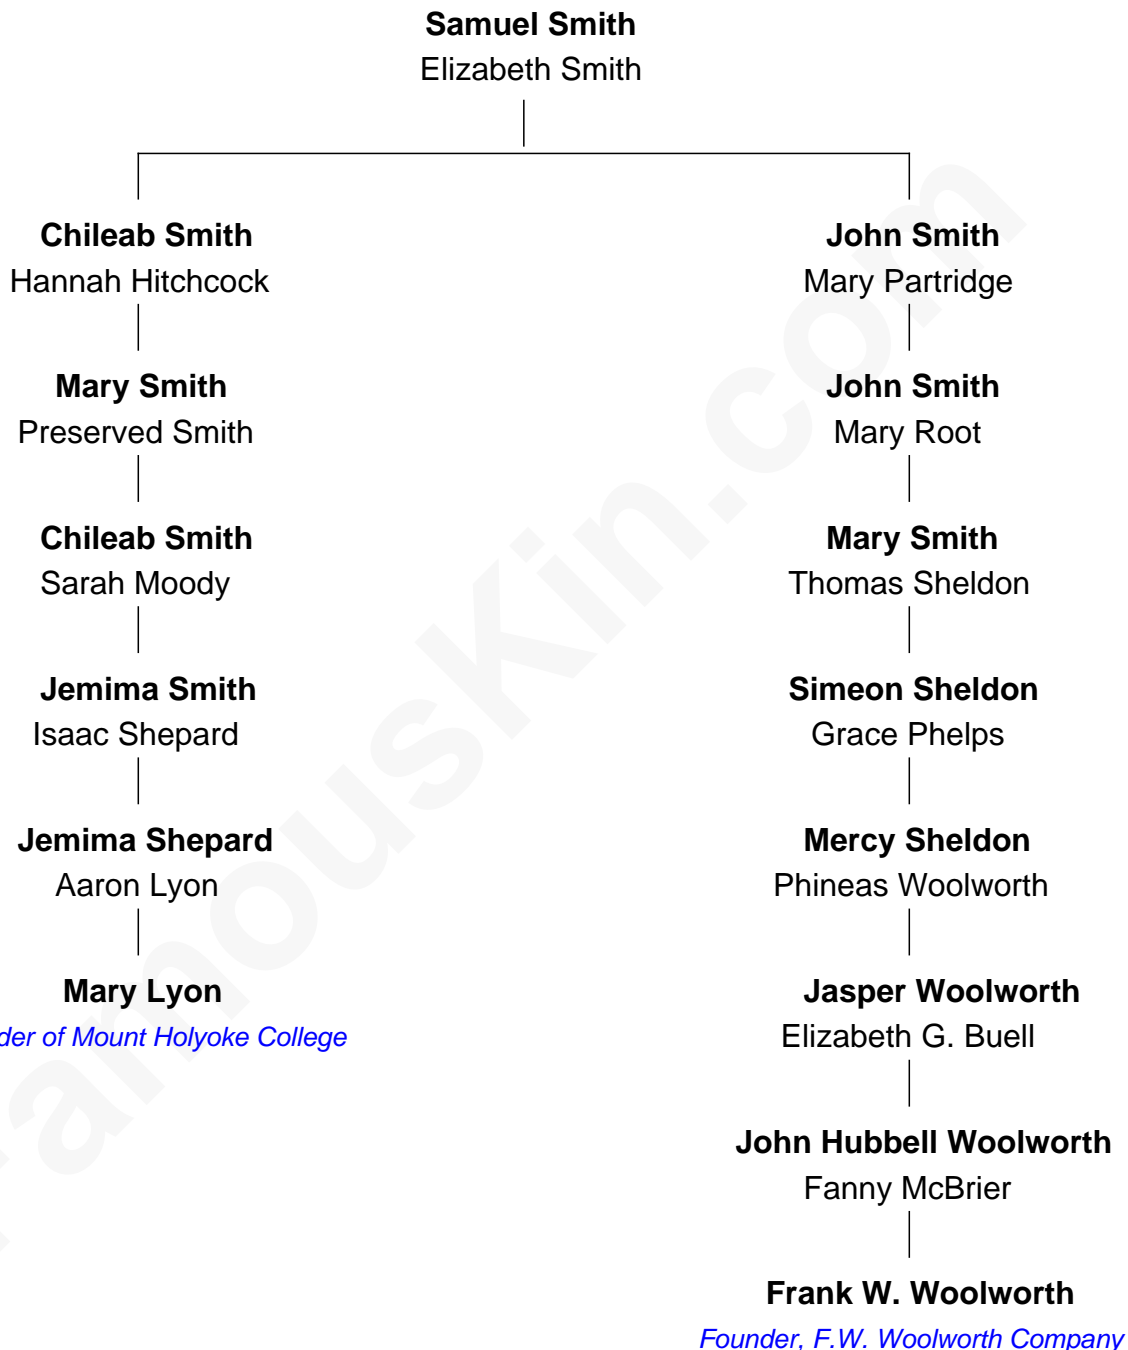 Samuel Smith
Elizabeth Smith
Chileab Smith
Hannah Hitchcock
Mary Smith
Preserved Smith
Chileab Smith
Sarah Moody
Jemima Smith
Isaac Shepard
Jemima Shepard
Aaron Lyon
Mary Lyon
der of Mount Holyoke College
John Smith
Mary Partridge
John Smith
Mary Root
Mary Smith
Thomas Sheldon
Simeon Sheldon
Grace Phelps
Mercy Sheldon
Phineas Woolworth
Jasper Woolworth
Elizabeth G. Buell
John Hubbell Woolworth
Fanny McBrier
Frank W. Woolworth
Founder, F.W. Woolworth Company
FamousKin.com